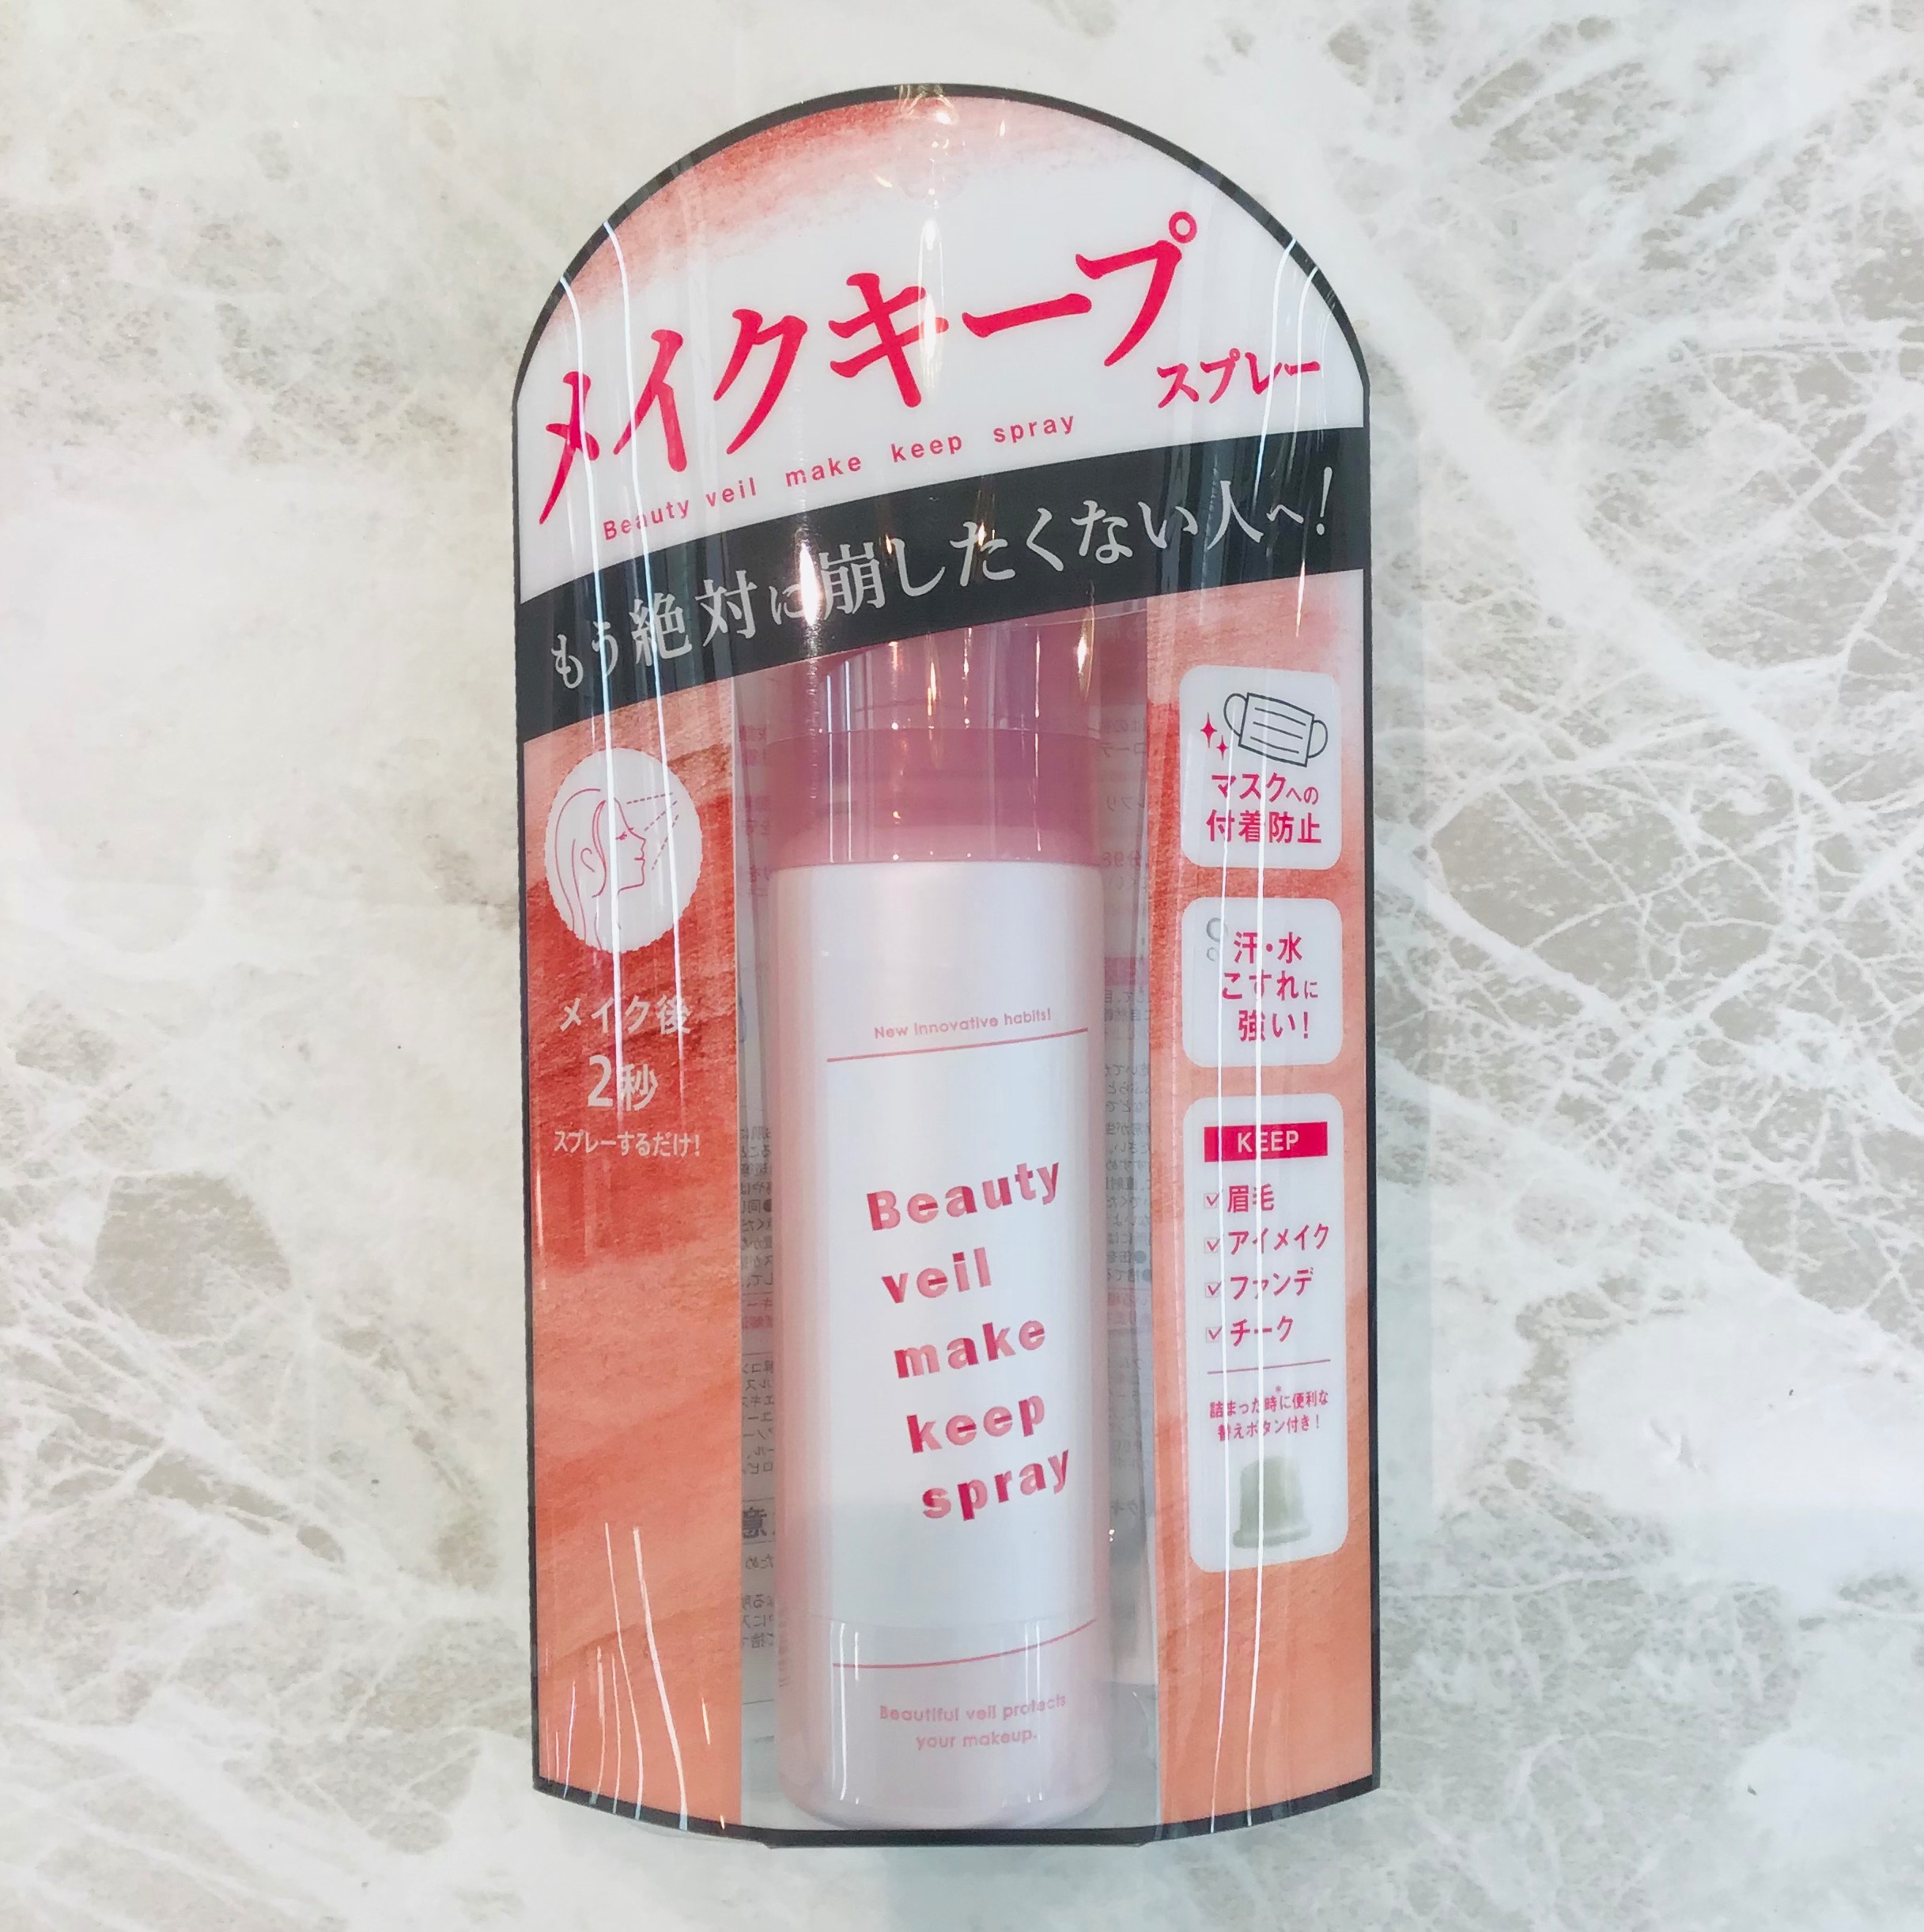 メイクキープ
スプレー
Beauty veil make keep spray
もう絶対に崩したくない人へ!
マスクへの
付着防止
汗・水
こすれに
強い!
メイク後
2秒
スプレーするだけ!
KEEP
眉毛
アイメイク
ファンデ
チーク
詰まった時に便利な
替えボタン付き!
New innovative habits!
Beauty
veil
make
keep
spray
Beautiful veil protects
your makeup.